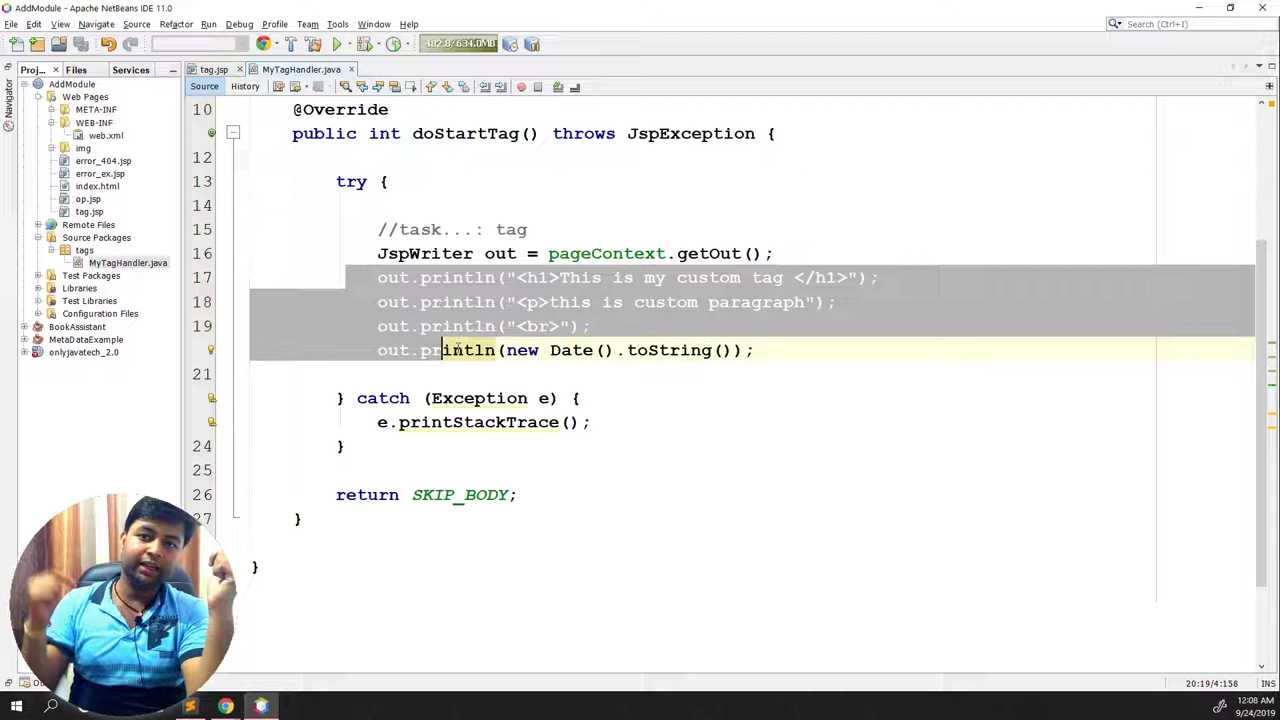 AddModule - Apache NetBeans IDE 11.0
File Edit View Navigate Source Refactor Run Debug Profile Team Tools Window Help
Search (Ctrl+I)
482.8/634.0MB
Proj... Files Services
tag.jsp MyTagHandler.java
Source History
Navigator
AddModule
Web Pages
META-INF
WEB-INF
web.xml
img
error_404.jsp
error_ex.jsp
index.html
op.jsp
tag.jsp
Remote Files
Source Packages
tags
MyTagHandler.java
Test Packages
Libraries
Test Libraries
Configuration Files
BookAssistant
MetaDataExample
onlyjavatech_2.0
10 @Override
public int doStartTag() throws JspException {
12
13 try {
14
15 //task...: tag
16 JspWriter out = pageContext.getOut();
17 out.println("<h1>This is my custom tag </h1>");
18 out.println("<p>this is custom paragraph");
19 out.println("<br>");
out.println(new Date().toString());
21
} catch (Exception e) {
e.printStackTrace();
24 }
25
26 return SKIP_BODY;
27 }
}
20:19/4:158 INS
12:08 AM
9/24/2019